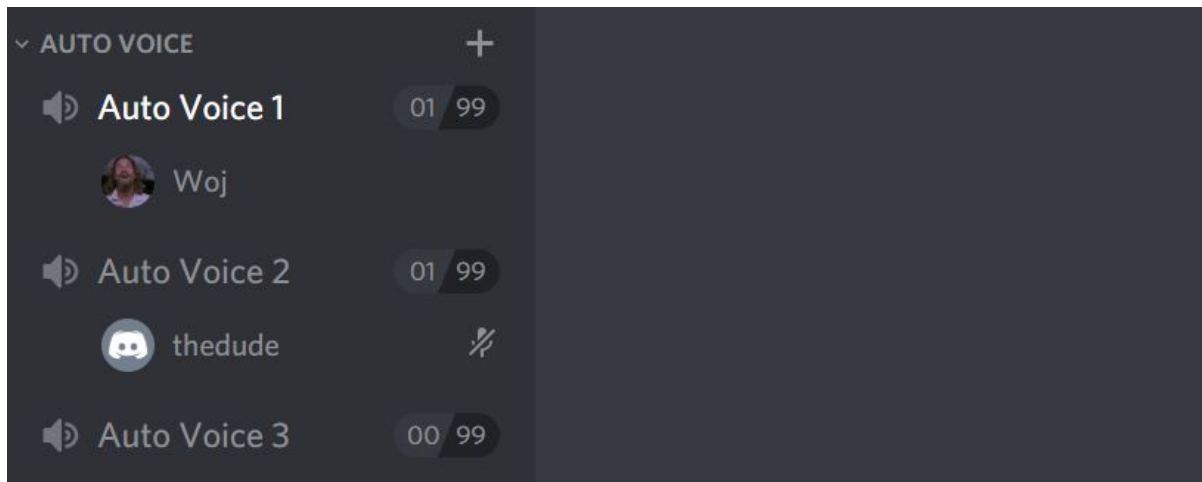 AUTO VOICE
Auto Voice 1 01 99
Woj
Auto Voice 2 01 99
thedude
Auto Voice 3 00 99